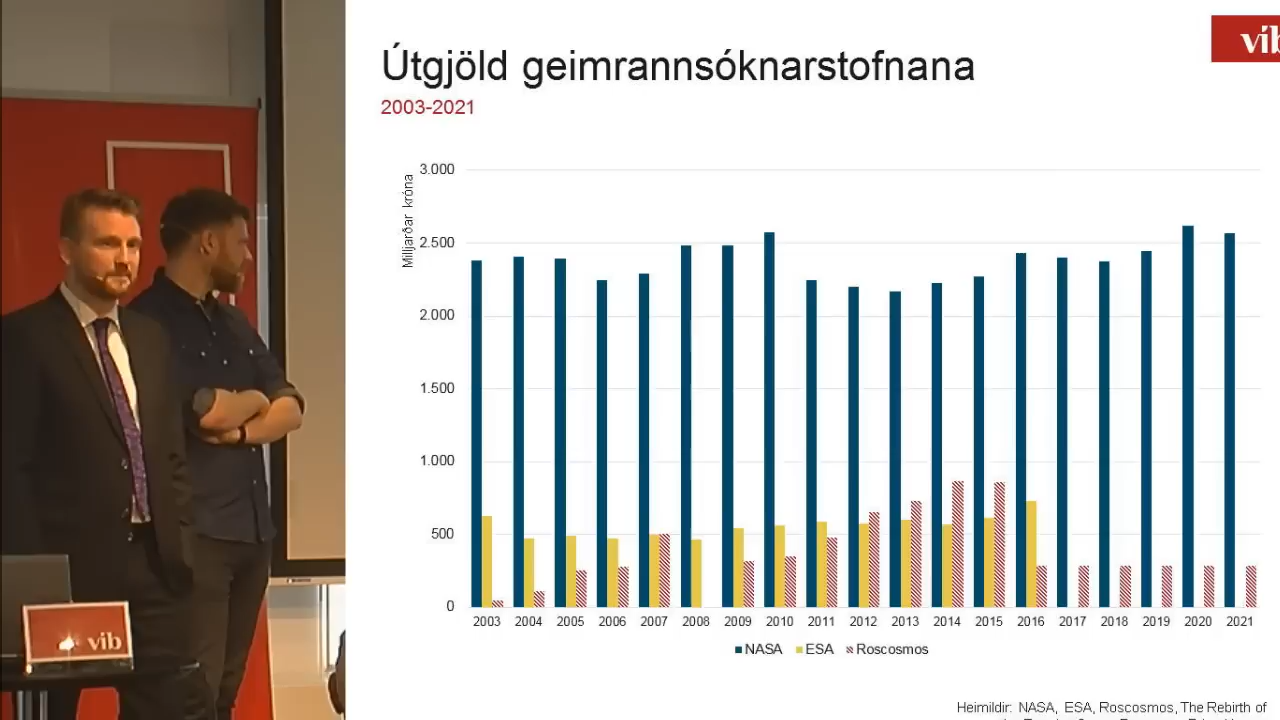 víb
Útgjöld geimrannsóknarstofnana
2003-2021
Milljarðar króna
3.000
2.500
2.000
1.500
1.000
500
0
2003 2004 2005 2006 2007 2008 2009 2010 2011 2012 2013 2014 2015 2016 2017 2018 2019 2020 2021
NASA ESA Roscosmos
Heimildir: NASA, ESA, Roscosmos, The Rebirth of
víb